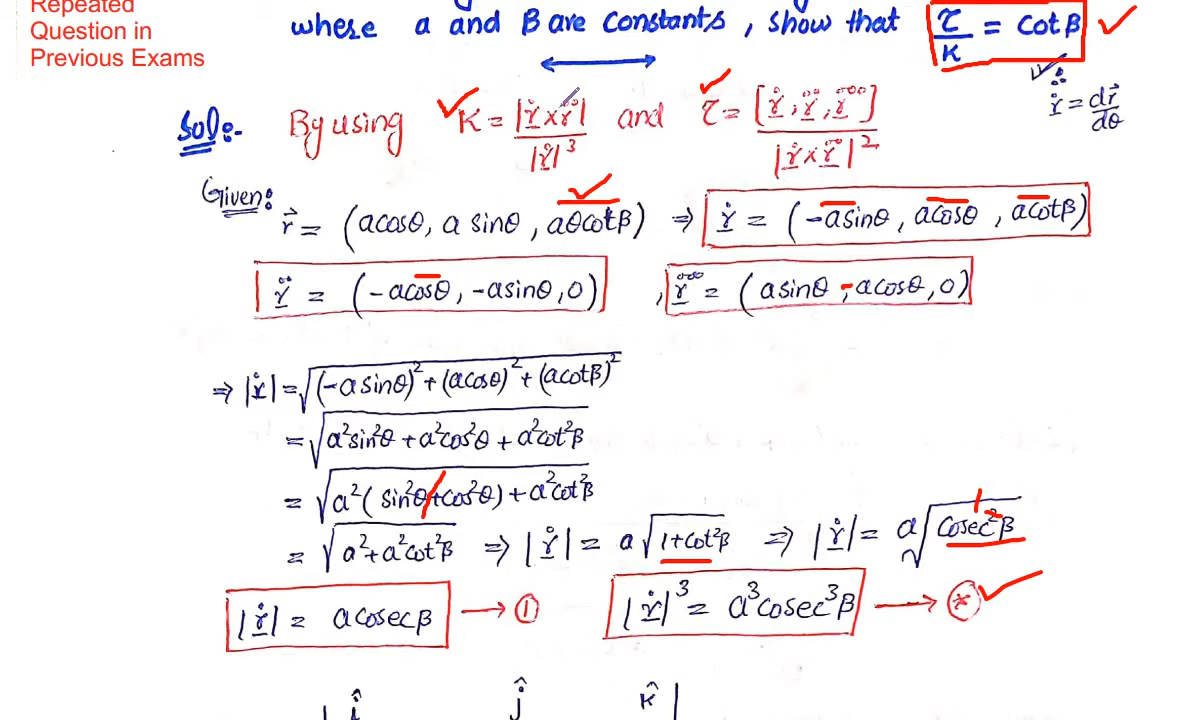 Repeated
Question in
Previous Exams
where a and β are constants, show that τ/κ = cotβ ✓
Sol:- By using ✓ κ = |ṙ×r̈| / |ṙ|³ and τ = [ṙ, r̈, r⃛] / |ṙ×r̈|²
ṙ = dr⃗/dθ
Given:
r⃗ = (acosθ, a sinθ, aθcotβ) ⇒ ṙ = (-asinθ, acosθ, acotβ)
r̈ = (-acosθ, -asinθ, 0) , r⃛ = (asinθ - acosθ, 0)
⇒ |ṙ| = √((-asinθ)² + (acosθ)² + (acotβ)²)
= √(a²sin²θ + a²cos²θ + a²cot²β)
= √(a²(sin²θ+cos²θ) + a²cot²β)
= √(a²+a²cot²β) ⇒ |ṙ| = a√(1+cot²β) ⇒ |ṙ| = a√(cosec²β)
|ṙ| = acosecβ → ① |ṙ|³ = a³cosec³β → ⊛ ✓
| î ĵ k̂ |